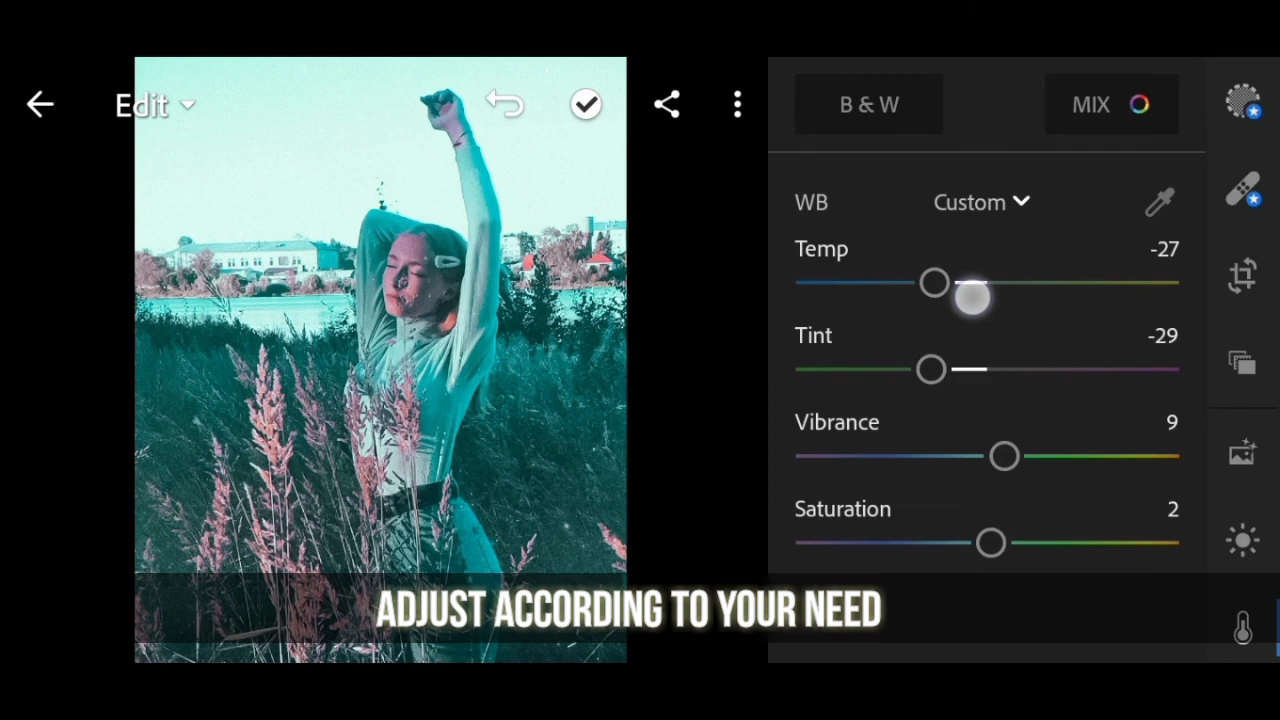 Edit
B & W
MIX
WB
Custom
Temp
-27
Tint
-29
Vibrance
9
Saturation
2
ADJUST ACCORDING TO YOUR NEED